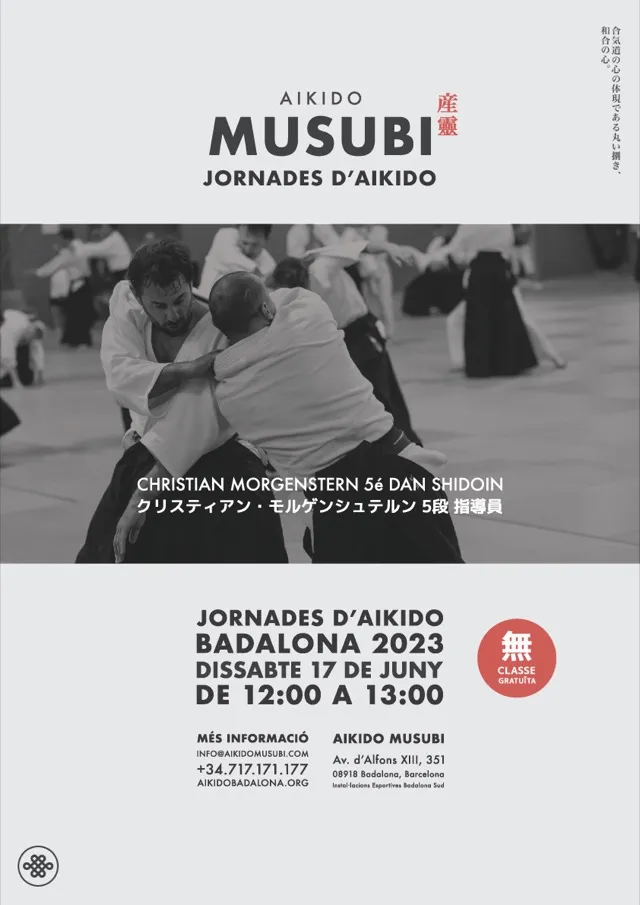 合気道の心の体現である丸い捌き、
和合の心。
AIKIDO
MUSUBI
産靈
JORNADES D'AIKIDO
CHRISTIAN MORGENSTERN 5é DAN SHIDOIN
クリスティアン・モルゲンシュテルン 5段 指導員
JORNADES D'AIKIDO
BADALONA 2023
DISSABTE 17 DE JUNY
DE 12:00 A 13:00
無
CLASSE
GRATUÏTA
MÉS INFORMACIÓ
INFO@AIKIDOMUSUBI.COM
+34.717.171.177
AIKIDOBADALONA.ORG
AIKIDO MUSUBI
Av. d'Alfons XIII, 351
08918 Badalona, Barcelona
Instal·lacions Esportives Badalona Sud